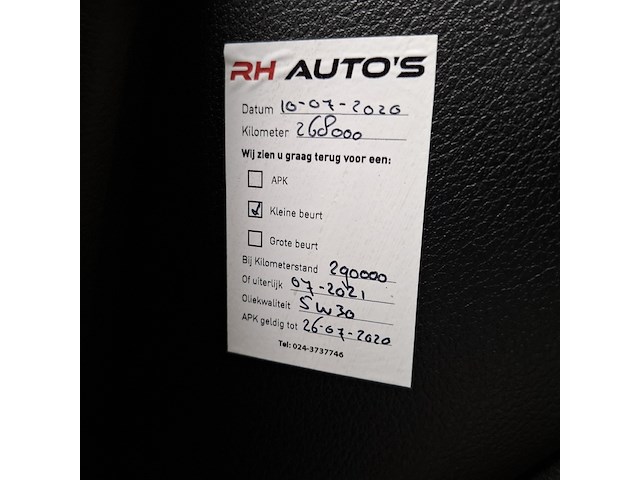 RH AUTO'S
Datum 10-07-2020
Kilometer 268000
Wij zien u graag terug voor een:
APK
Kleine beurt
Grote beurt
Bij Kilometerstand 290000
Of uiterlijk 07-2021
Oliekwaliteit 5W30
APK geldig tot 26-07-2020
Tel: 024-3737746